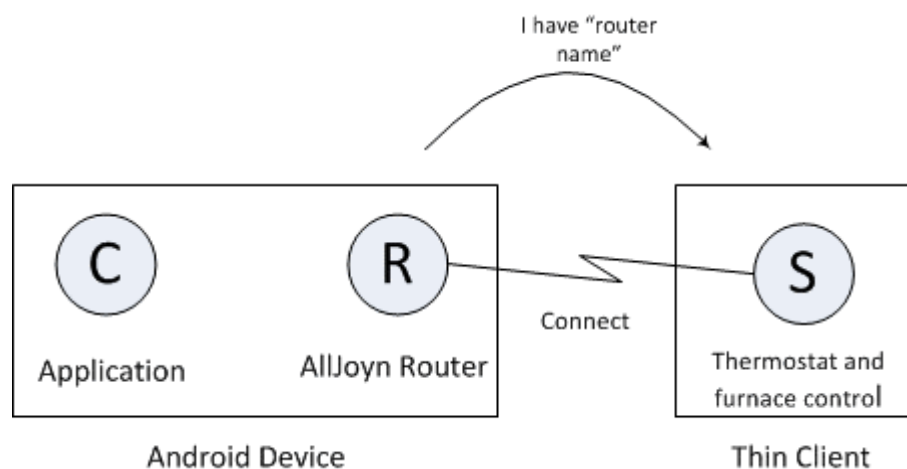 I have “router
name”
C
R
S
Connect
Application
AllJoyn Router
Thermostat and
furnace control
Android Device
Thin Client